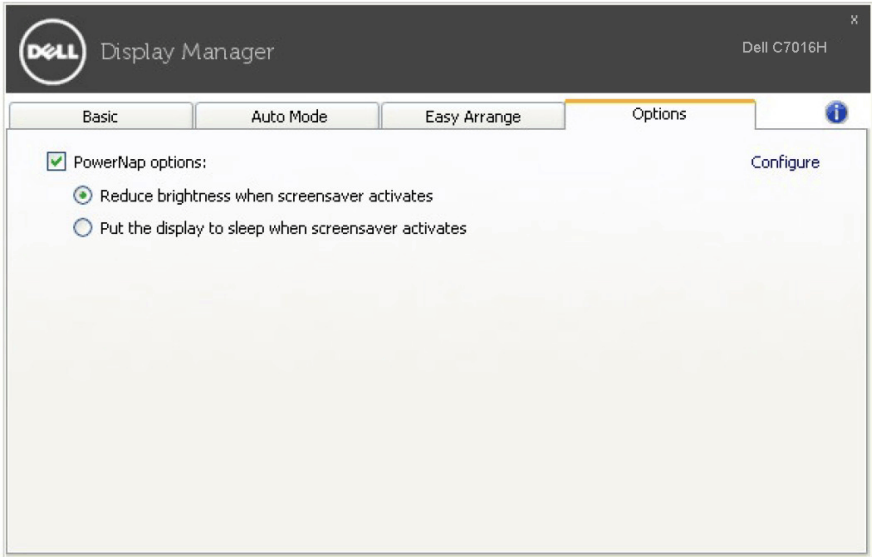 DELL Display Manager
x
Dell C7016H
Basic Auto Mode Easy Arrange Options
PowerNap options: Configure
Reduce brightness when screensaver activates
Put the display to sleep when screensaver activates